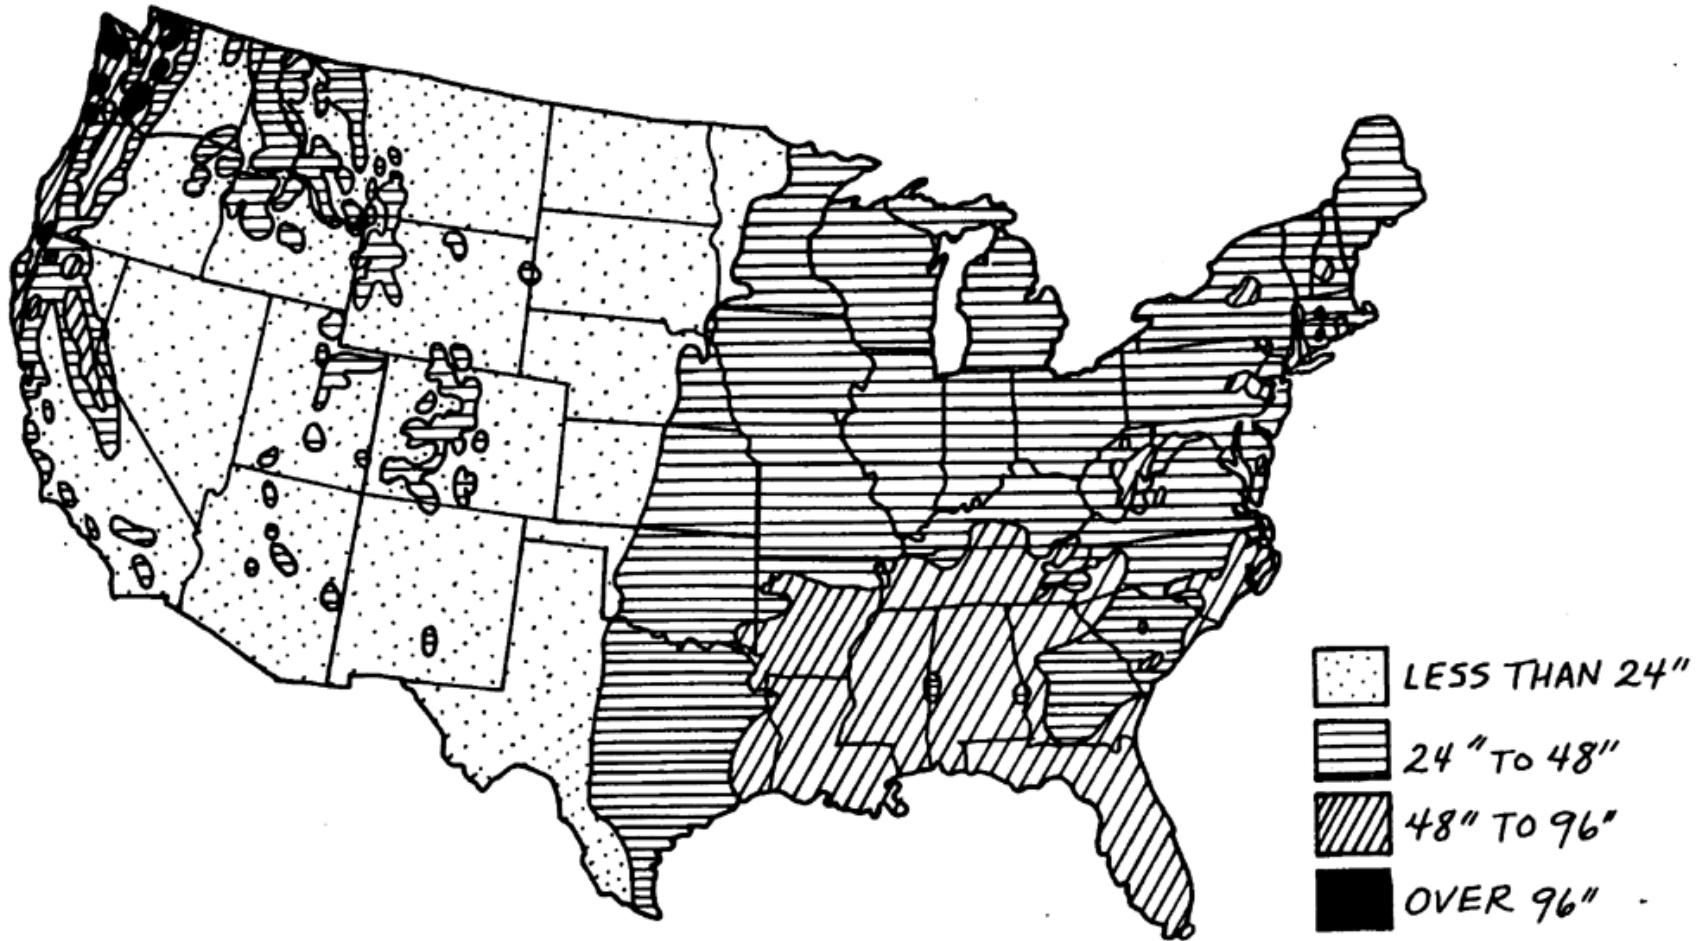 LESS THAN 24"
24" TO 48"
48" TO 96"
OVER 96"